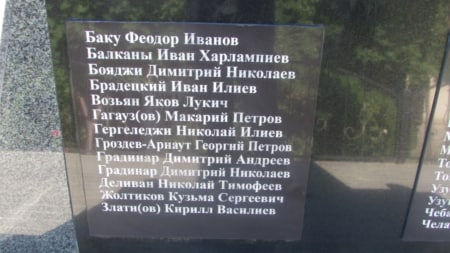 Баку Феодор Иванов
Балканы Иван Харлампиев
Бояджи Димитрий Николаев
Брадецкий Иван Илиев
Возьян Яков Лукич
Гагауз(ов) Макарий Петров
Гергеледжи Николай Илиев
Гроздев-Арнаут Георгий Петров
Градинар Димитрий Андреев
Градинар Димитрий Николаев
Деливан Николай Тимофеев
Жолтиков Кузьма Сергеевич
Злати(ов) Кирилл Василиев